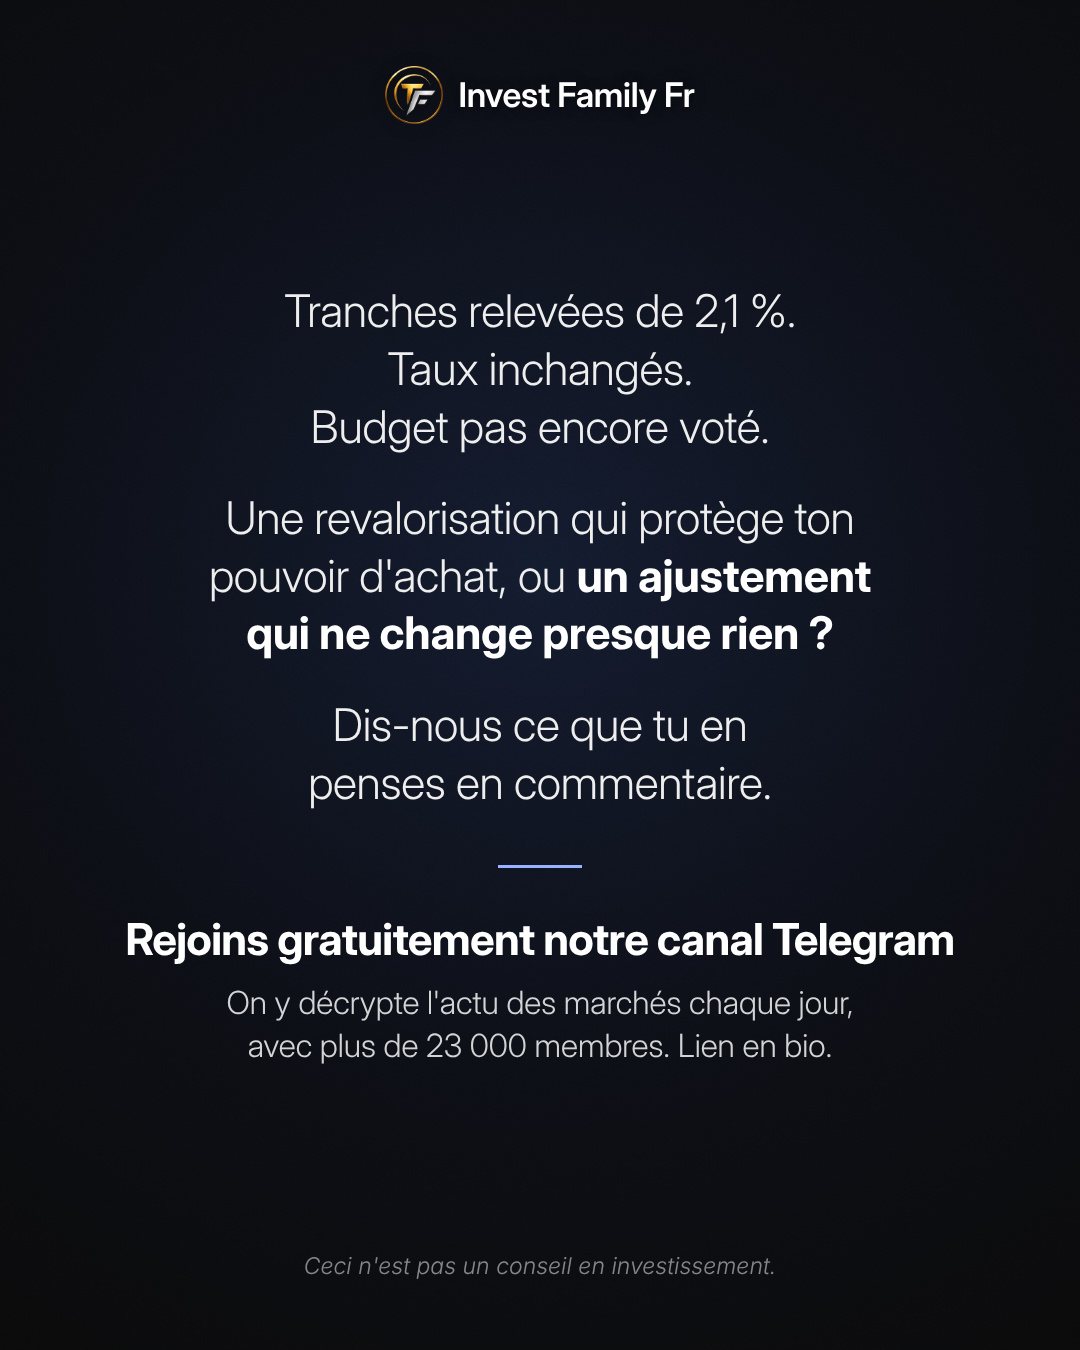 TF Invest Family Fr
Tranches relevées de 2,1 %.
Taux inchangés.
Budget pas encore voté.
Une revalorisation qui protège ton
pouvoir d'achat, ou un ajustement
qui ne change presque rien ?
Dis-nous ce que tu en
penses en commentaire.
Rejoins gratuitement notre canal Telegram
On y décrypte l'actu des marchés chaque jour,
avec plus de 23 000 membres. Lien en bio.
Ceci n'est pas un conseil en investissement.